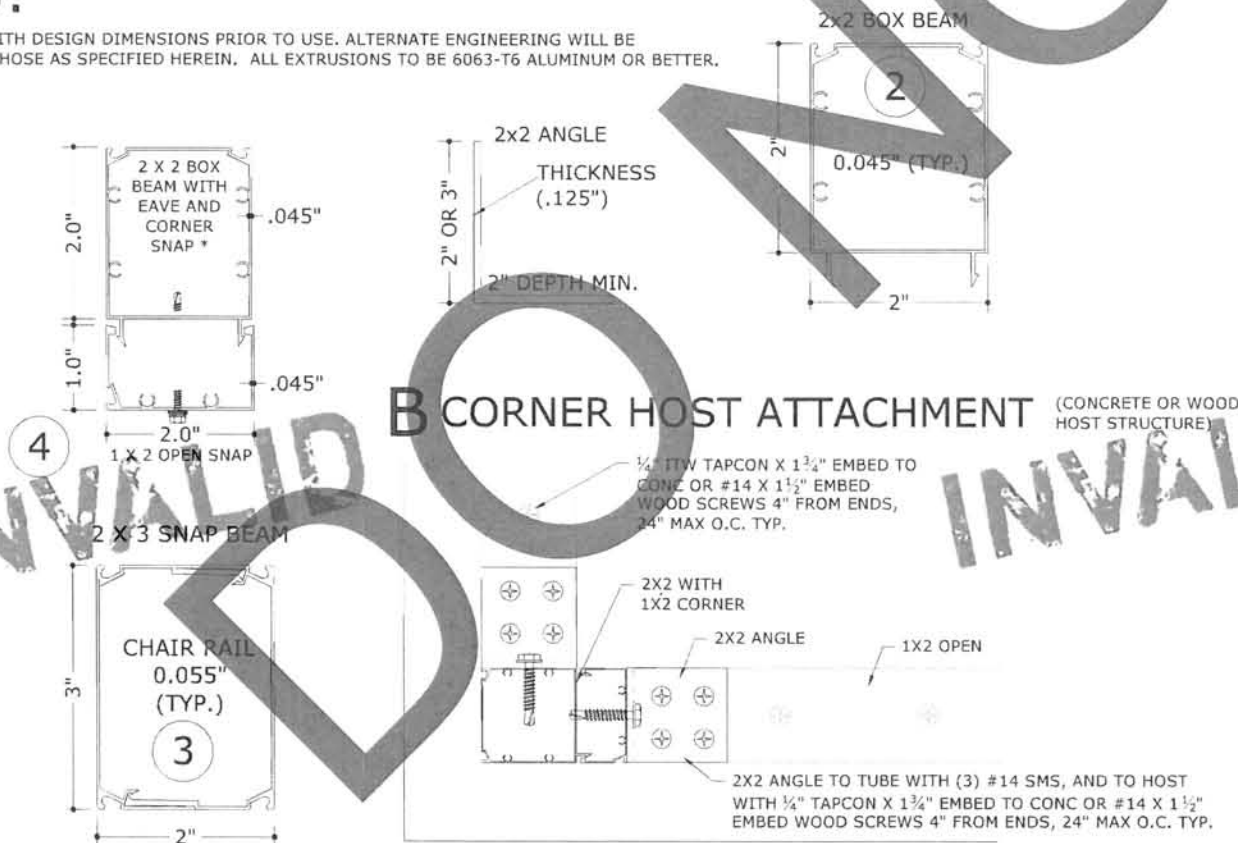 ITH DESIGN DIMENSIONS PRIOR TO USE. ALTERNATE ENGINEERING WILL BE
HOSE AS SPECIFIED HEREIN. ALL EXTRUSIONS TO BE 6063-T6 ALUMINUM OR BETTER.
2x2 BOX BEAM
2
2"
0.045" (TYP.)
2"
2 X 2 BOX
BEAM WITH
EAVE AND
CORNER
SNAP *
2.0"
.045"
1.0"
.045"
2.0"
1 X 2 OPEN SNAP
4
2x2 ANGLE
THICKNESS
(.125")
2" OR 3"
2" DEPTH MIN.
B CORNER HOST ATTACHMENT
(CONCRETE OR WOOD
HOST STRUCTURE)
¼" ITW TAPCON X 1¾" EMBED TO
CONC OR #14 X 1½" EMBED
WOOD SCREWS 4" FROM ENDS,
24" MAX O.C. TYP.
2 X 3 SNAP BEAM
CHAIR RAIL
0.055"
(TYP.)
3
3"
2"
2X2 WITH
1X2 CORNER
2X2 ANGLE
1X2 OPEN
2X2 ANGLE TO TUBE WITH (3) #14 SMS, AND TO HOST
WITH ¼" TAPCON X 1¾" EMBED TO CONC OR #14 X 1½"
EMBED WOOD SCREWS 4" FROM ENDS, 24" MAX O.C. TYP.
DO NO
NVALID
INVAL